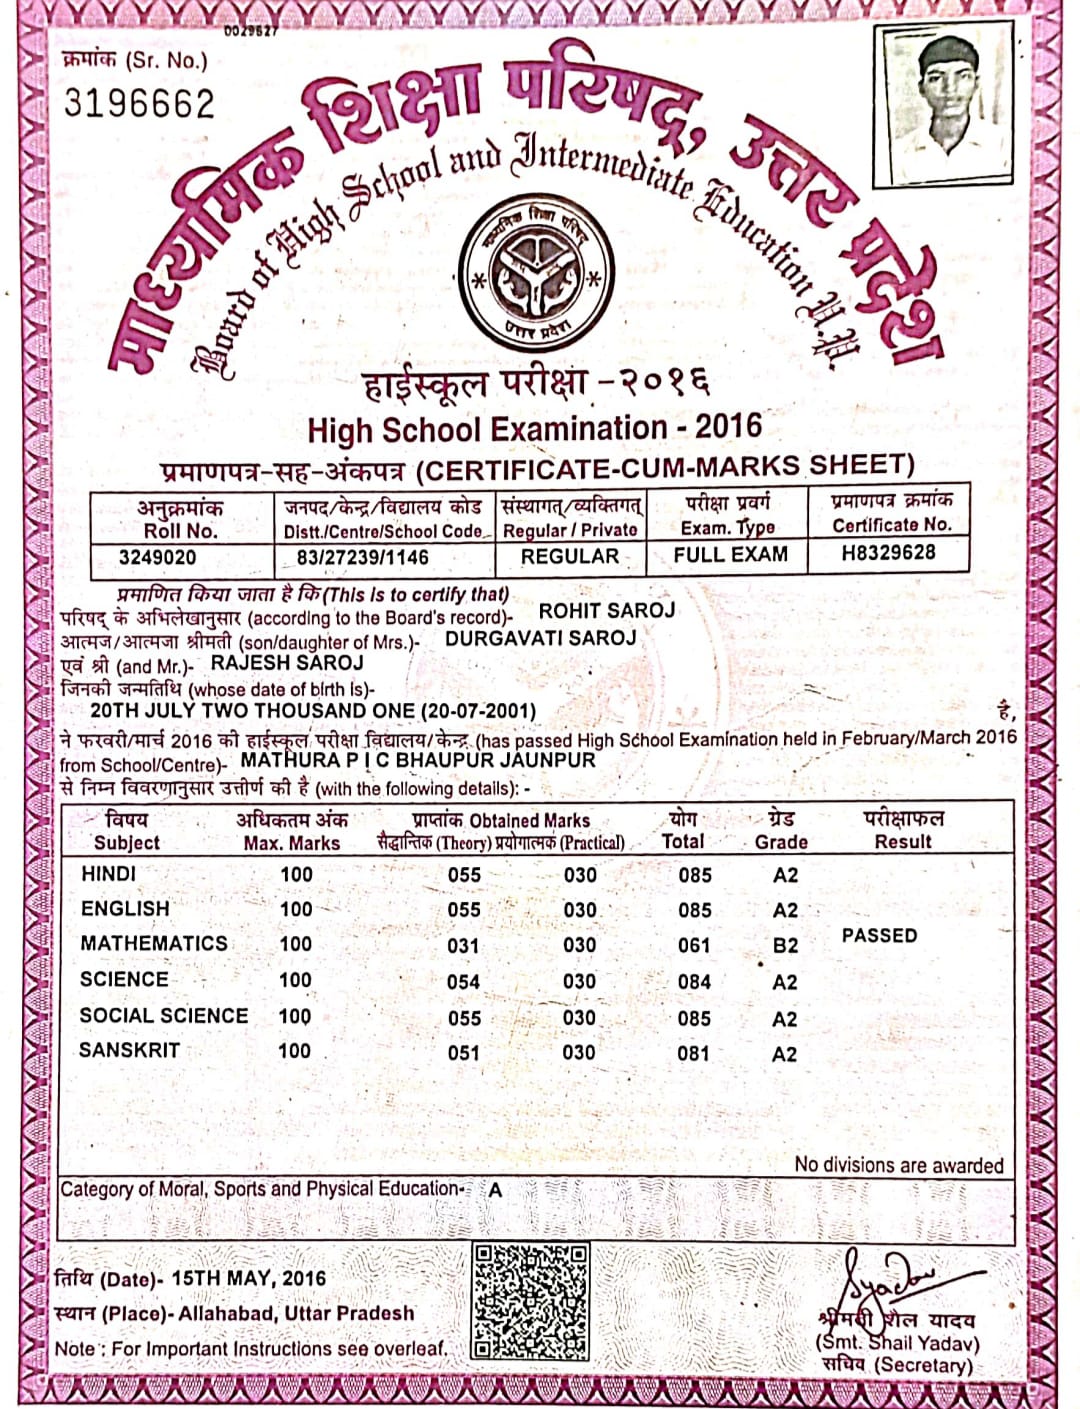 0029627
क्रमांक (Sr. No.)
3196662
माध्यमिक शिक्षा परिषद्, उत्तर प्रदेश
Board of High School and Intermediate Education U.P.
माध्यमिक शिक्षा परिषद्
उत्तर प्रदेश
हाईस्कूल परीक्षा -२०१६
High School Examination - 2016
प्रमाणपत्र-सह-अंकपत्र (CERTIFICATE-CUM-MARKS SHEET)
अनुक्रमांक जनपद/केन्द्र/विद्यालय कोड संस्थागत्/व्यक्तिगत् परीक्षा प्रवर्ग प्रमाणपत्र क्रमांक
Roll No. Distt./Centre/School Code Regular / Private Exam. Type Certificate No.
3249020 83/27239/1146 REGULAR FULL EXAM H8329628
प्रमाणित किया जाता है कि(This is to certify that)
परिषद् के अभिलेखानुसार (according to the Board's record)- ROHIT SAROJ
आत्मज/आत्मजा श्रीमती (son/daughter of Mrs.)- DURGAVATI SAROJ
एवं श्री (and Mr.)- RAJESH SAROJ
जिनकी जन्मतिथि (whose date of birth is)-
20TH JULY TWO THOUSAND ONE (20-07-2001) है,
ने फरवरी/मार्च 2016 की हाईस्कूल परीक्षा विद्यालय/केन्द्र (has passed High School Examination held in February/March 2016
from School/Centre)- MATHURA P I C BHAUPUR JAUNPUR
से निम्न विवरणानुसार उत्तीर्ण की है (with the following details): -
विषय अधिकतम अंक प्राप्तांक Obtained Marks योग ग्रेड परीक्षाफल
Subject Max. Marks सैद्धान्तिक (Theory) प्रयोगात्मक (Practical) Total Grade Result
HINDI 100 055 030 085 A2
ENGLISH 100 055 030 085 A2
MATHEMATICS 100 031 030 061 B2 PASSED
SCIENCE 100 054 030 084 A2
SOCIAL SCIENCE 100 055 030 085 A2
SANSKRIT 100 051 030 081 A2
No divisions are awarded
Category of Moral, Sports and Physical Education- A
तिथि (Date)- 15TH MAY, 2016
स्थान (Place)- Allahabad, Uttar Pradesh
Note : For Important Instructions see overleaf.
Syadav
श्रीमती शैल यादव
(Smt. Shail Yadav)
सचिव (Secretary)